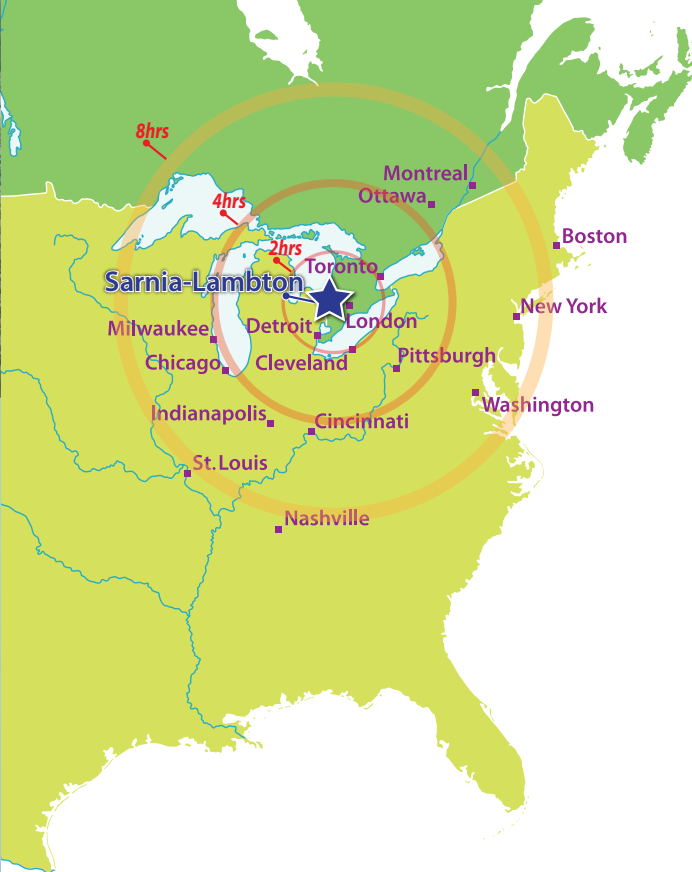 8hrs
Montreal
Ottawa
4hrs
Boston
2hrs
Toronto
Sarnia-Lambton
New York
London
Milwaukee
Detroit
Pittsburgh
Chicago
Cleveland
Washington
Indianapolis
Cincinnati
St.Louis
Nashville